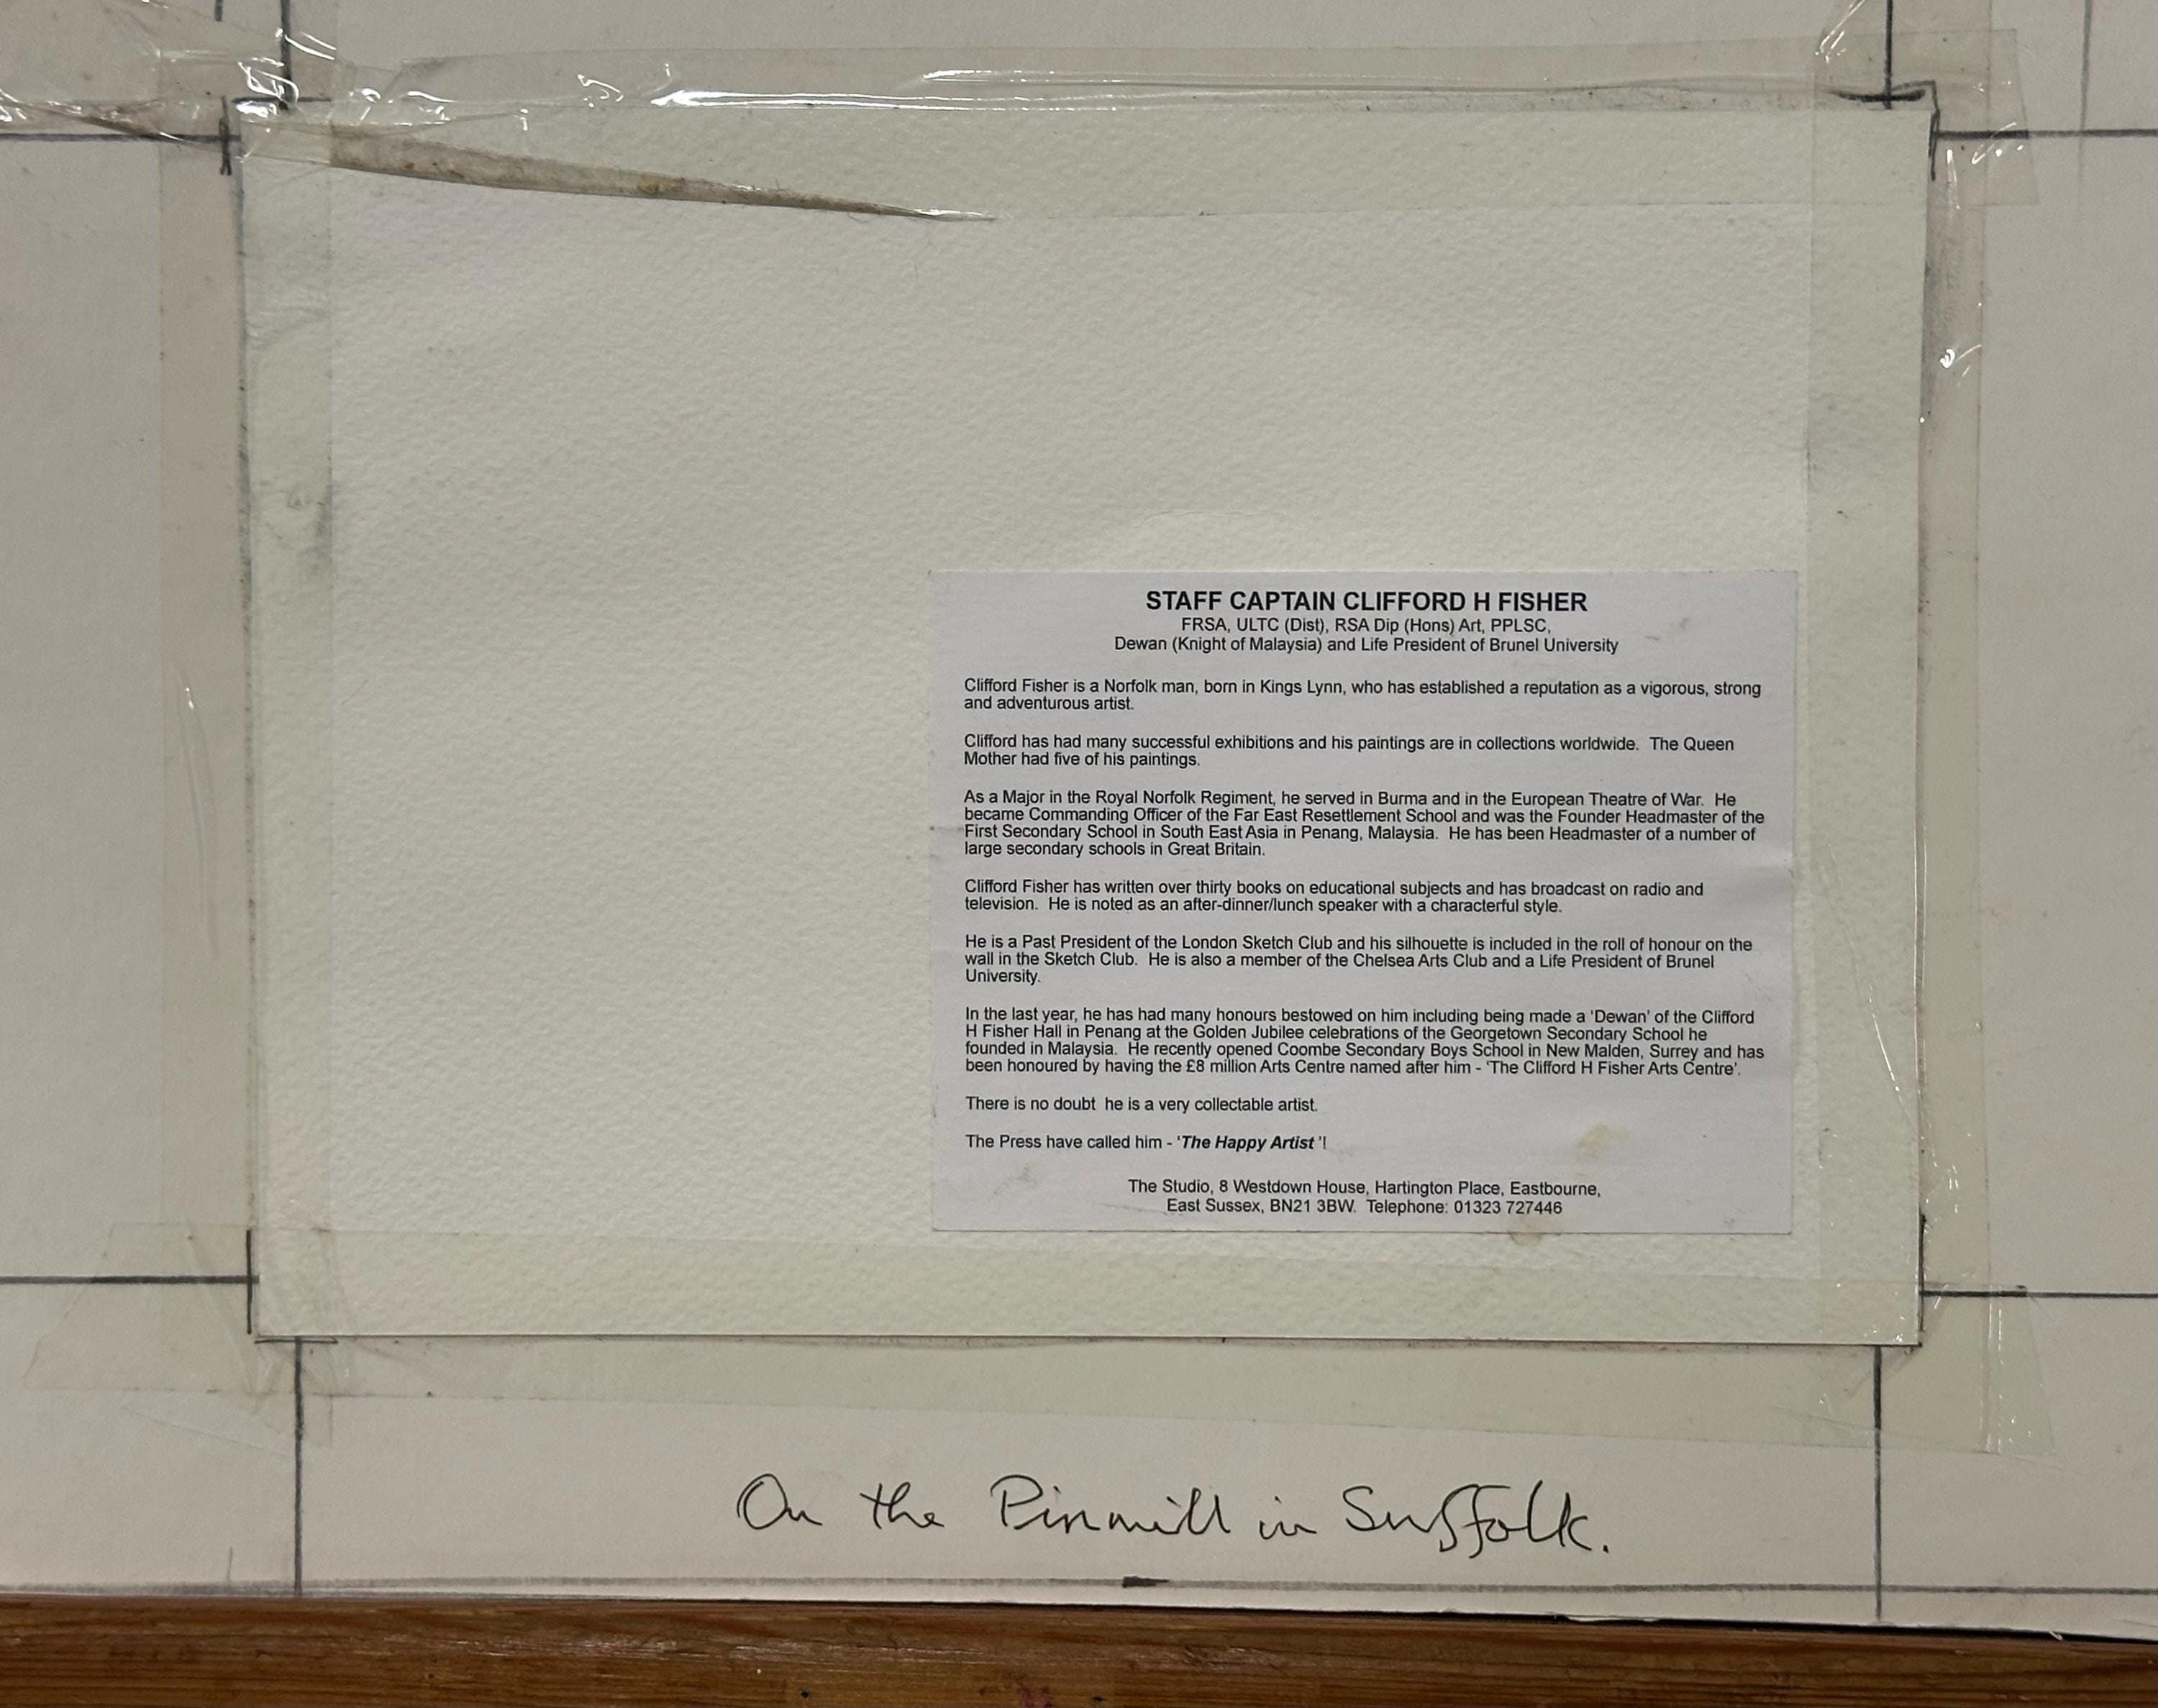 STAFF CAPTAIN CLIFFORD H FISHER
FRSA, ULTC (Dist), RSA Dip (Hons) Art, PPLSC,
Dewan (Knight of Malaysia) and Life President of Brunel University
Clifford Fisher is a Norfolk man, born in Kings Lynn, who has established a reputation as a vigorous, strong
and adventurous artist.
Clifford has had many successful exhibitions and his paintings are in collections worldwide. The Queen
Mother had five of his paintings.
As a Major in the Royal Norfolk Regiment, he served in Burma and in the European Theatre of War. He
became Commanding Officer of the Far East Resettlement School and was the Founder Headmaster of the
First Secondary School in South East Asia in Penang, Malaysia. He has been Headmaster of a number of
large secondary schools in Great Britain.
Clifford Fisher has written over thirty books on educational subjects and has broadcast on radio and
television. He is noted as an after-dinner/lunch speaker with a characterful style.
He is a Past President of the London Sketch Club and his silhouette is included in the roll of honour on the
wall in the Sketch Club. He is also a member of the Chelsea Arts Club and a Life President of Brunel
University.
In the last year, he has had many honours bestowed on him including being made a 'Dewan' of the Clifford
H Fisher Hall in Penang at the Golden Jubilee celebrations of the Georgetown Secondary School he
founded in Malaysia. He recently opened Coombe Secondary Boys School in New Malden, Surrey and has
been honoured by having the £8 million Arts Centre named after him - 'The Clifford H Fisher Arts Centre'.
There is no doubt he is a very collectable artist.
The Press have called him - 'The Happy Artist '!
The Studio, 8 Westdown House, Hartington Place, Eastbourne,
East Sussex, BN21 3BW. Telephone: 01323 727446
On the Pinmill in Suffolk.